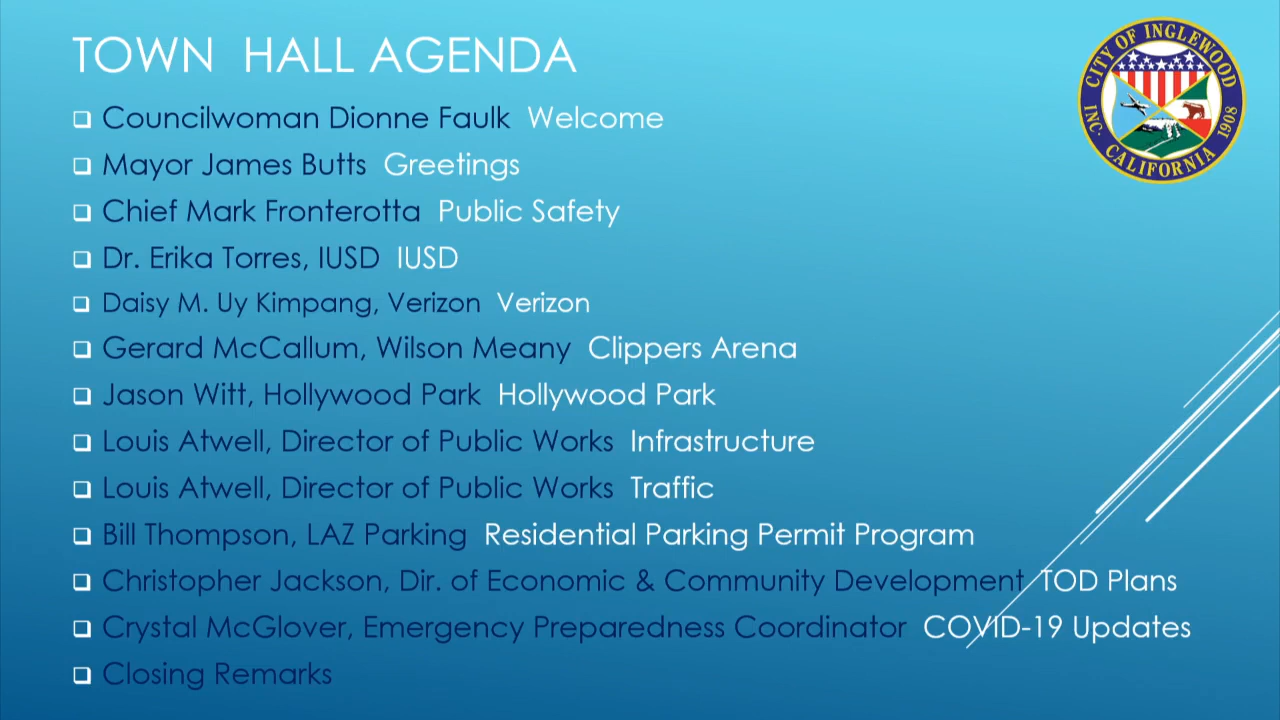 TOWN HALL AGENDA
CITY OF INGLEWOOD
INC. CALIFORNIA 1908
Councilwoman Dionne Faulk Welcome
Mayor James Butts Greetings
Chief Mark Fronterotta Public Safety
Dr. Erika Torres, IUSD IUSD
Daisy M. Uy Kimpang, Verizon Verizon
Gerard McCallum, Wilson Meany Clippers Arena
Jason Witt, Hollywood Park Hollywood Park
Louis Atwell, Director of Public Works Infrastructure
Louis Atwell, Director of Public Works Traffic
Bill Thompson, LAZ Parking Residential Parking Permit Program
Christopher Jackson, Dir. of Economic & Community Development TOD Plans
Crystal McGlover, Emergency Preparedness Coordinator COVID-19 Updates
Closing Remarks